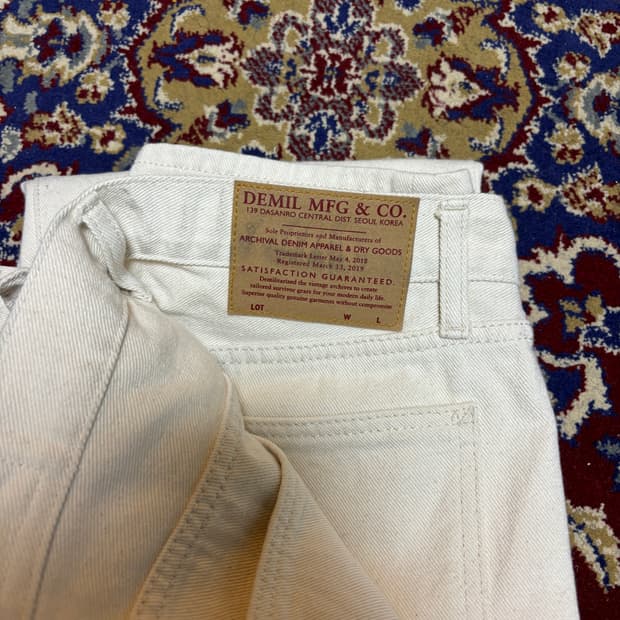 DEMIL MFG & CO.
139 DASANRO CENTRAL DIST. SEOUL KOREA
Sole Proprietors and Manufacturers of
ARCHIVAL DENIM APPAREL & DRY GOODS
Trademark Letter May 4, 2018
Registered March 13, 2019
SATISFACTION GUARANTEED.
Demilitarized the vintage archives to create
tailored survivor gears for your modern daily life.
Superior quality genuine garments without compromise
LOT W L